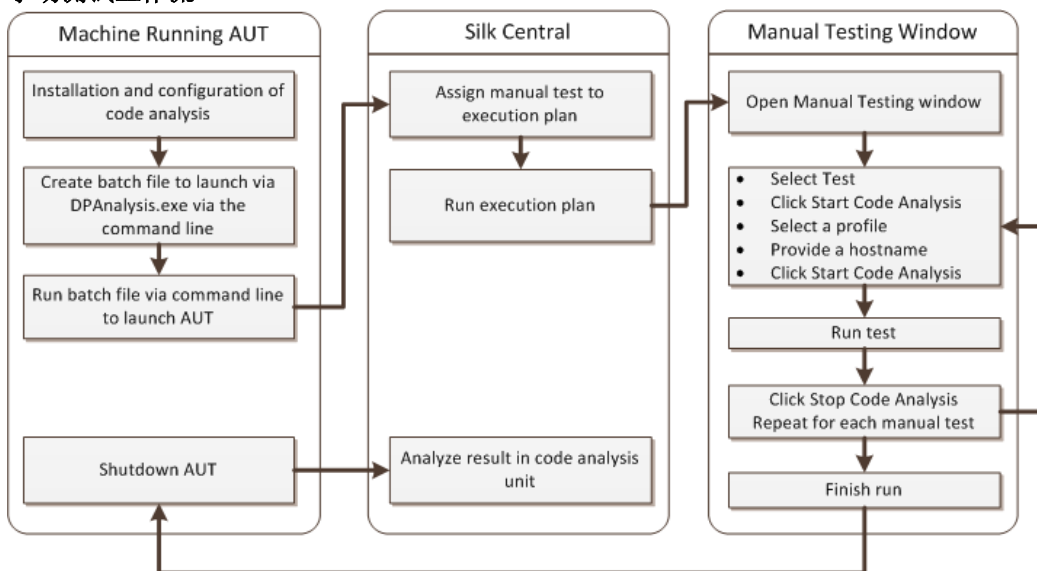 Machine Running AUT
Installation and configuration of
code analysis
Create batch file to launch via
DPAnalysis.exe via the
command line
Run batch file via command line
to launch AUT
Shutdown AUT
Silk Central
Assign manual test to
execution plan
Run execution plan
Analyze result in code analysis
unit
Manual Testing Window
Open Manual Testing window
• Select Test
• Click Start Code Analysis
• Select a profile
• Provide a hostname
• Click Start Code Analysis
Run test
Click Stop Code Analysis
Repeat for each manual test
Finish run